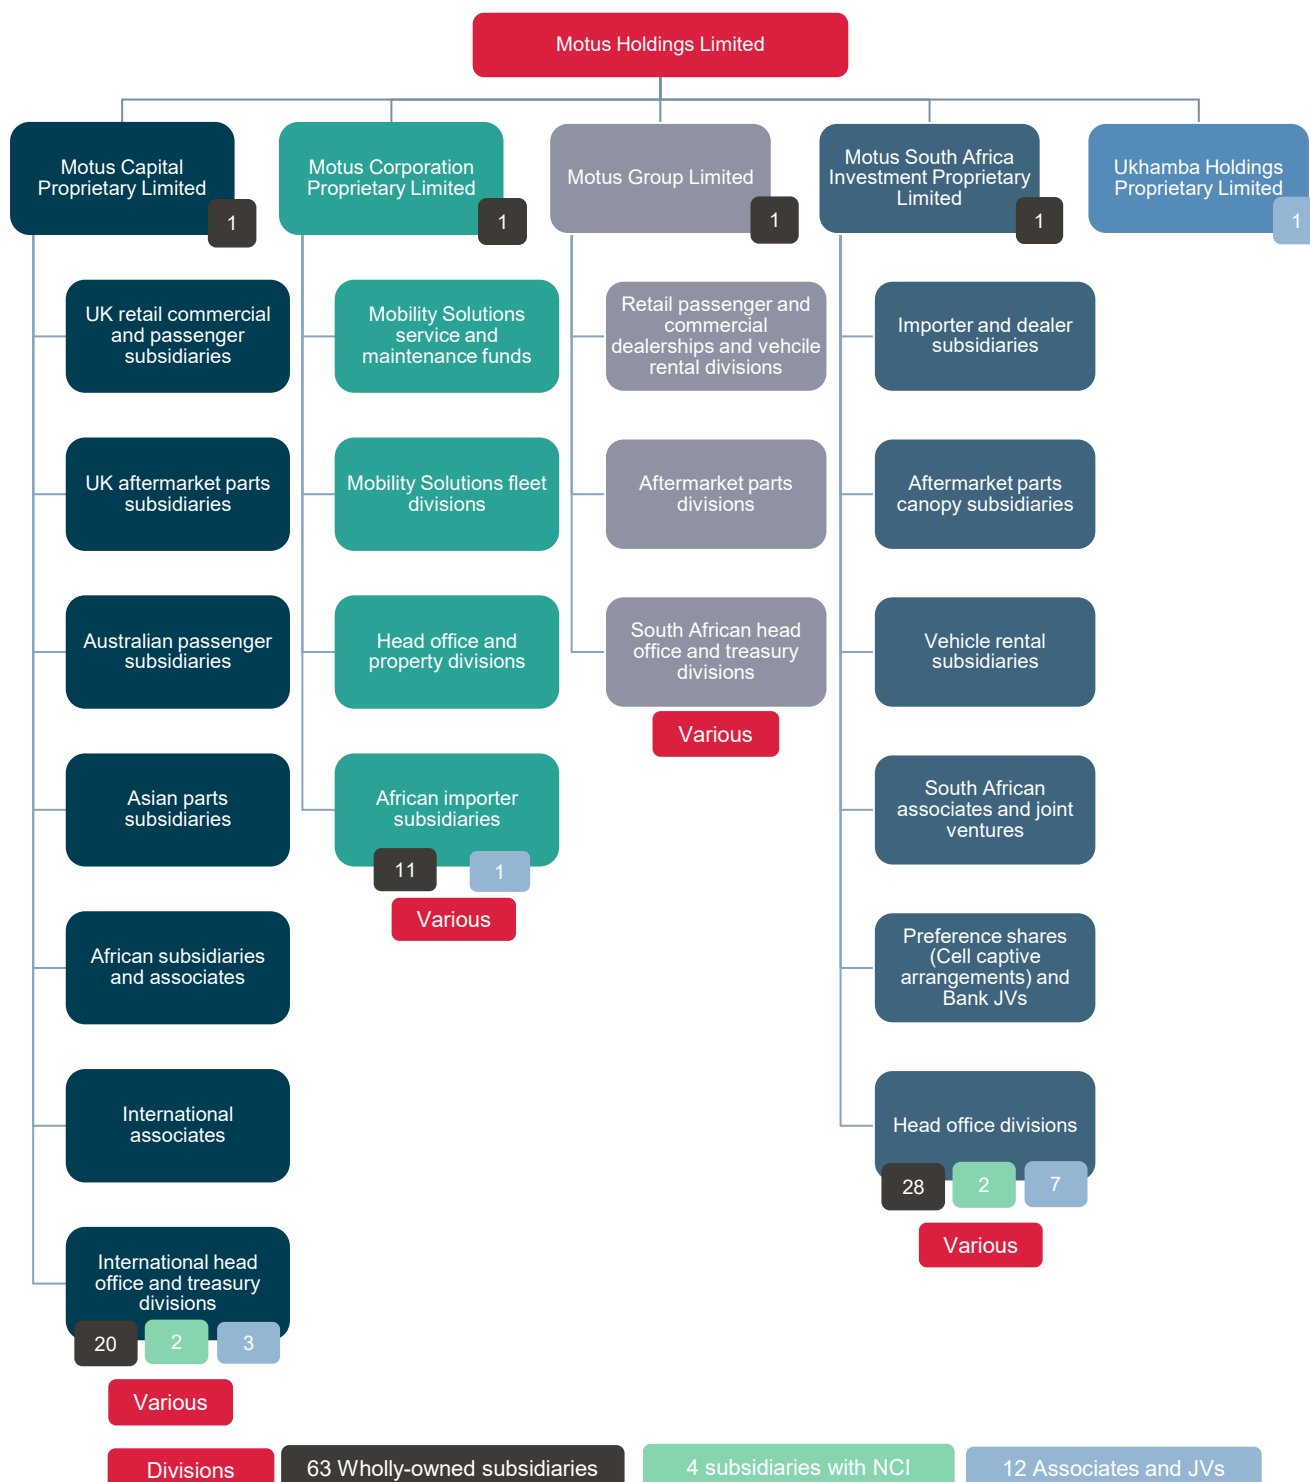 Motus Holdings Limited
Motus Capital
Proprietary Limited
1
Motus Corporation
Proprietary Limited
1
Motus Group Limited
1
Motus South Africa
Investment Proprietary
Limited
1
Ukhamba Holdings
Proprietary Limited
1
UK retail commercial
and passenger
subsidiaries
UK aftermarket parts
subsidiaries
Australian passenger
subsidiaries
Asian parts
subsidiaries
African subsidiaries
and associates
International
associates
International head
office and treasury
divisions
20
2
3
Various
Mobility Solutions
service and
maintenance funds
Mobility Solutions fleet
divisions
Head office and
property divisions
African importer
subsidiaries
11
1
Various
Retail passenger and
commercial
dealerships and vehcile
rental divisions
Aftermarket parts
divisions
South African head
office and treasury
divisions
Various
Importer and dealer
subsidiaries
Aftermarket parts
canopy subsidiaries
Vehicle rental
subsidiaries
South African
associates and joint
ventures
Preference shares
(Cell captive
arrangements) and
Bank JVs
Head office divisions
28
2
7
Various
Divisions
63 Wholly-owned subsidiaries
4 subsidiaries with NCI
12 Associates and JVs